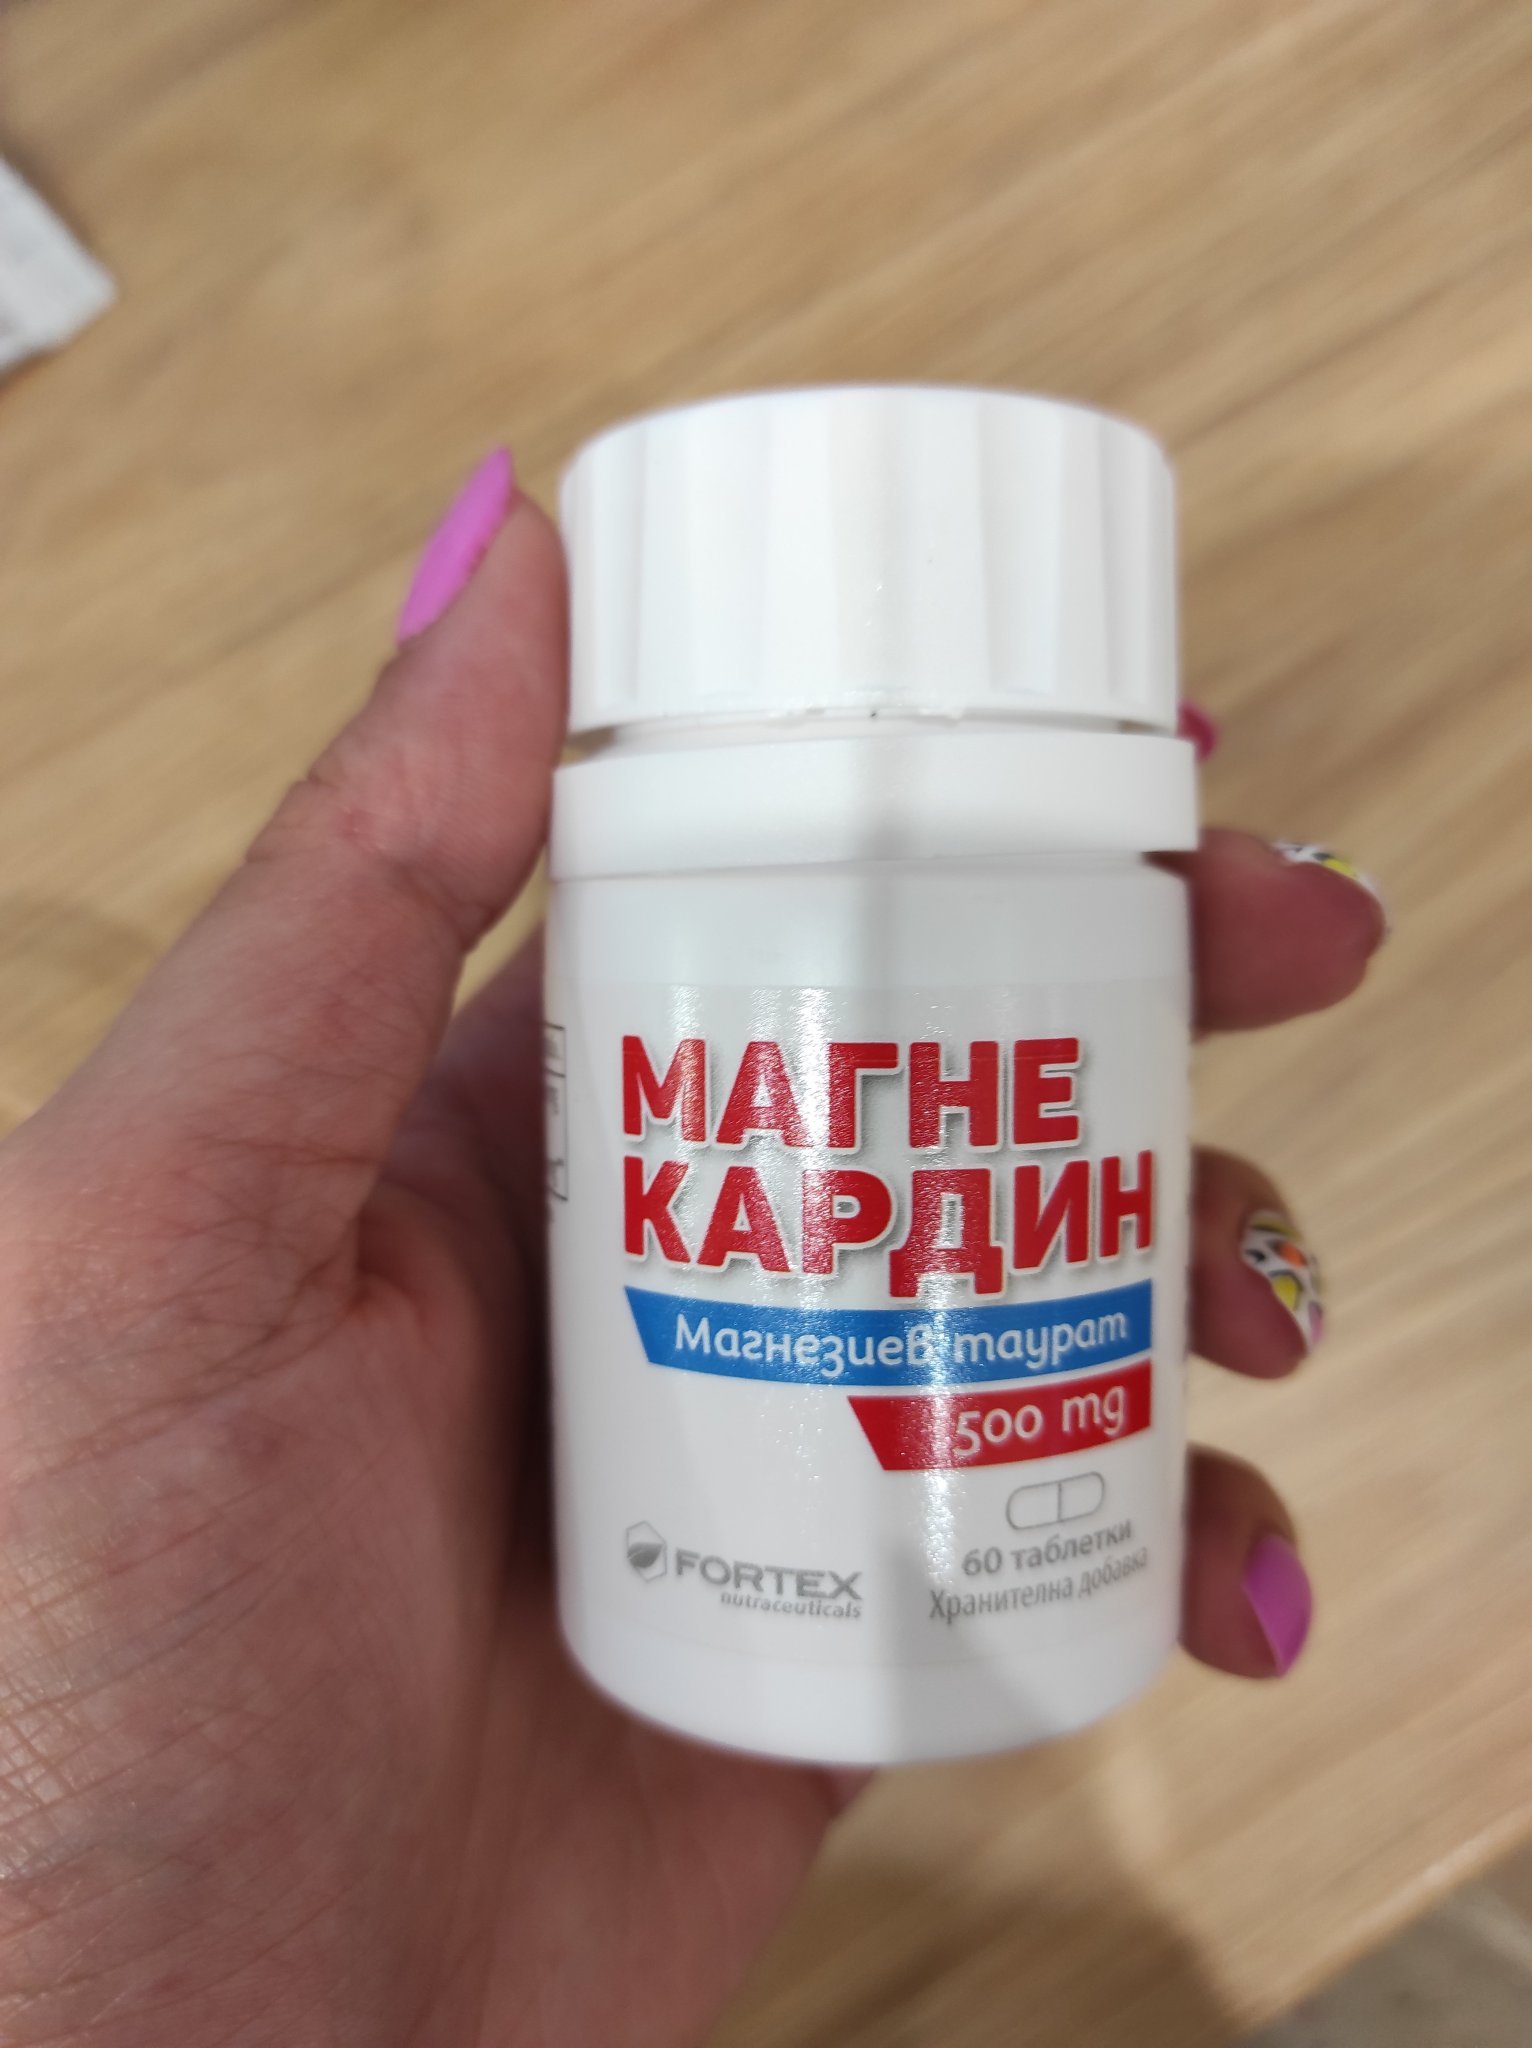 МАГНЕ
КАРДИН
Магнезиев таурат
500 mg
60 таблетки
Хранителна добавка
FORTEX
nutraceuticals